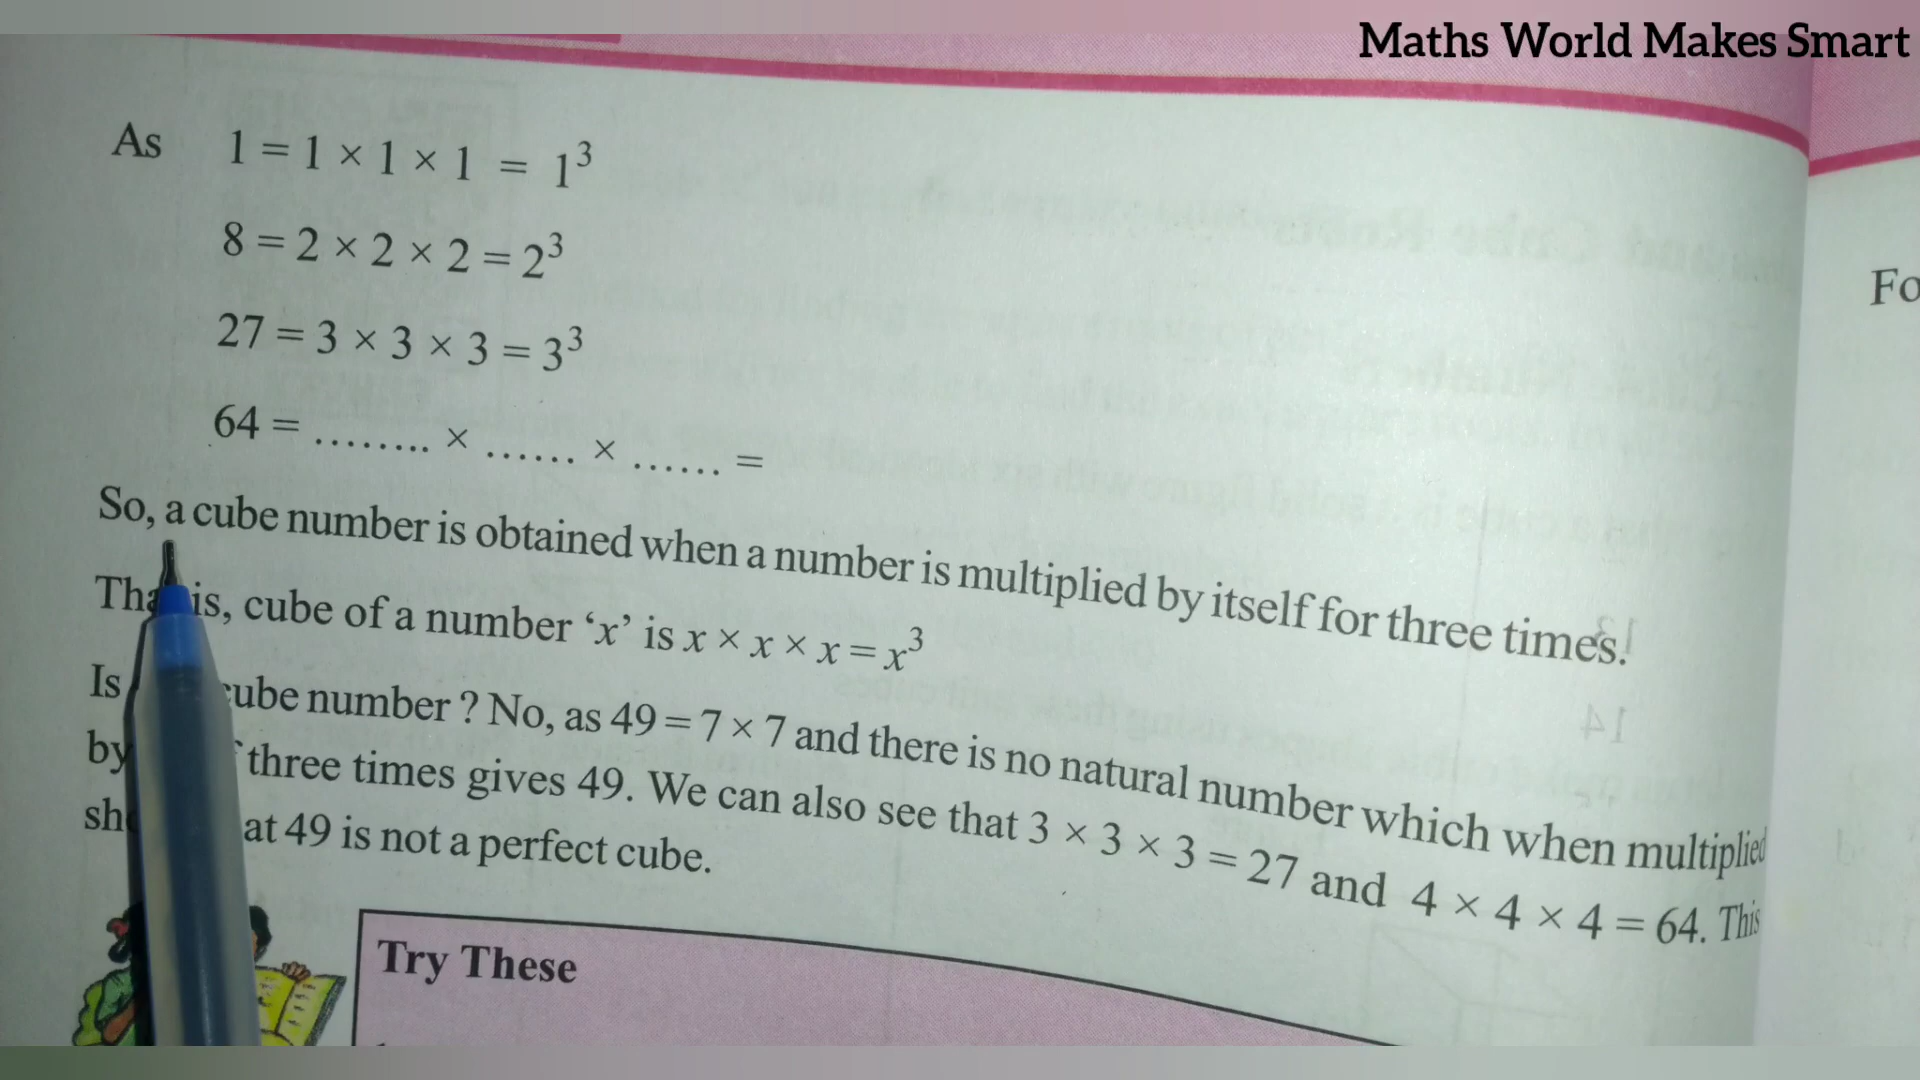 Maths World Makes Smart
As 1 = 1 × 1 × 1 = 1³
8 = 2 × 2 × 2 = 2³
Fo
27 = 3 × 3 × 3 = 3³
64 = ........ × ...... × ...... =
So, a cube number is obtained when a number is multiplied by itself for three times.
is, cube of a number ‘x’ is x × x × x = x³
Is cube number ? No, as 49 = 7 × 7 and there is no natural number which when multiplied
by three times gives 49. We can also see that 3 × 3 × 3 = 27 and 4 × 4 × 4 = 64. This
49 is not a perfect cube.
Try These